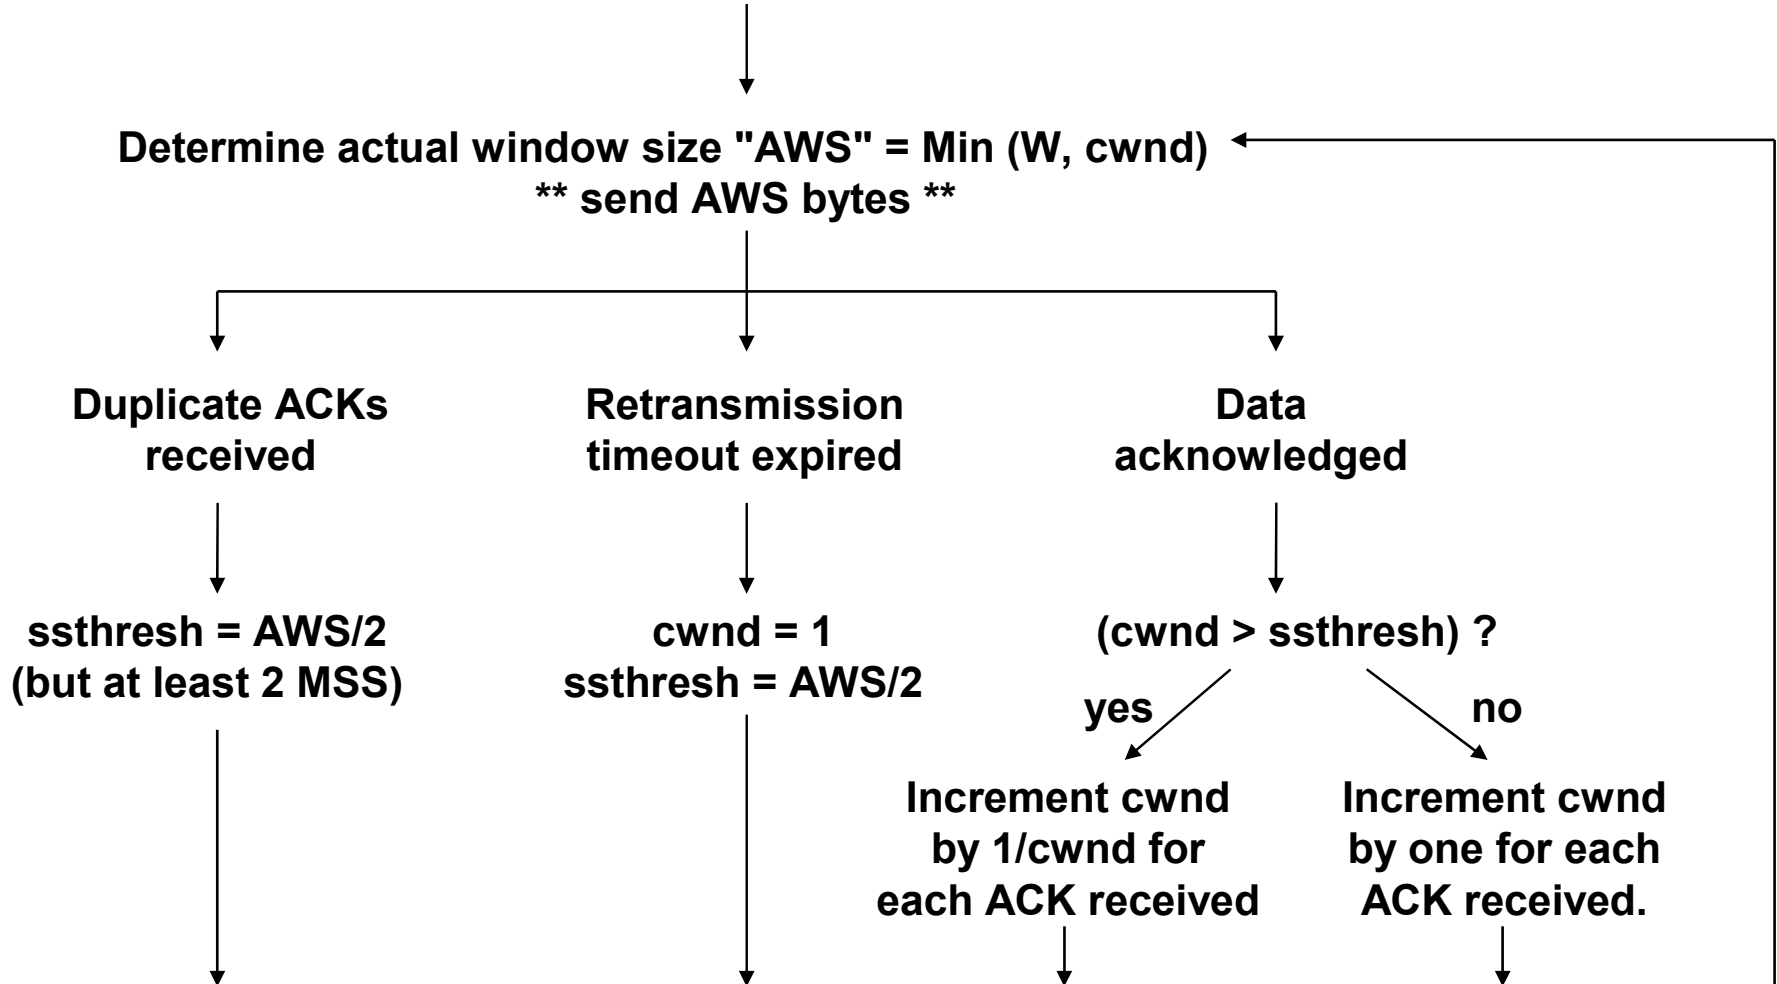 Determine actual window size "AWS" = Min (W, cwnd)
** send AWS bytes **
Duplicate ACKs
received
Retransmission
timeout expired
Data
acknowledged
ssthresh = AWS/2
(but at least 2 MSS)
cwnd = 1
ssthresh = AWS/2
(cwnd > ssthresh) ?
yes
no
Increment cwnd
by 1/cwnd for
each ACK received
Increment cwnd
by one for each
ACK received.